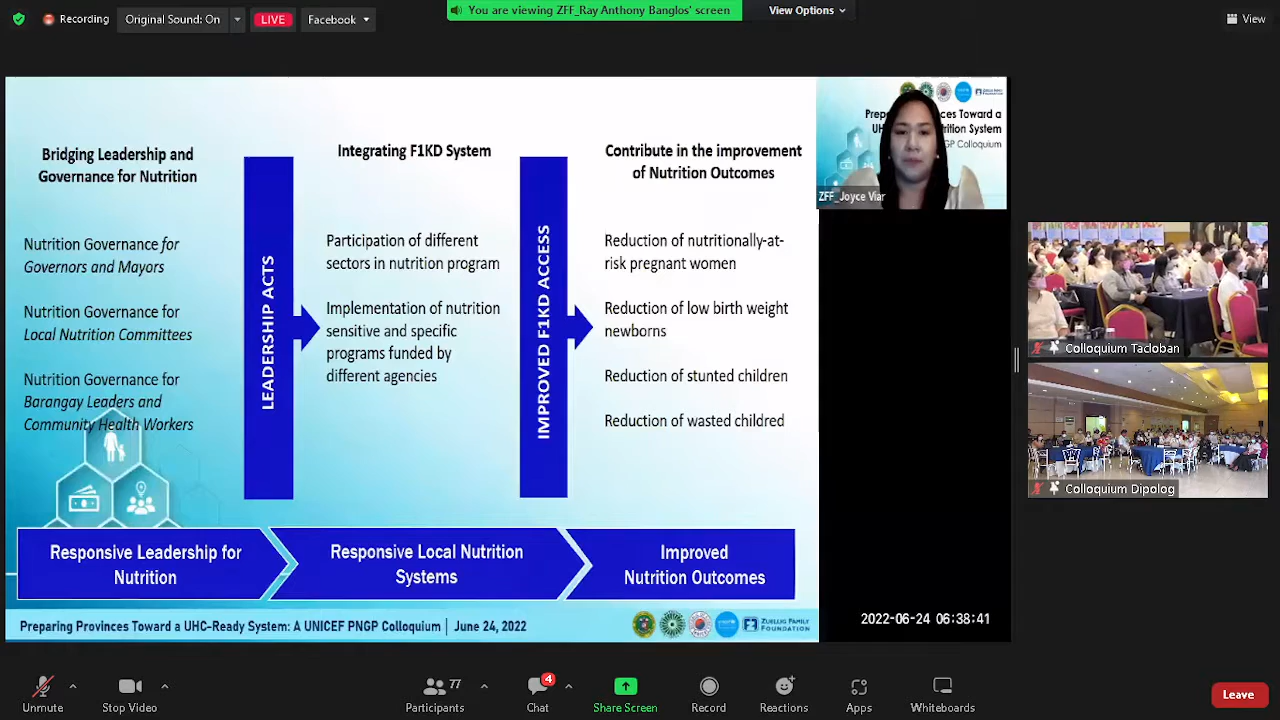 Recording
Original Sound: On
LIVE
Facebook
You are viewing ZFF_Ray Anthony Banglos' screen
View Options
View
Bridging Leadership and
Governance for Nutrition
Nutrition Governance for
Governors and Mayors
Nutrition Governance for
Local Nutrition Committees
Nutrition Governance for
Barangay Leaders and
Community Health Workers
LEADERSHIP ACTS
Integrating F1KD System
Participation of different
sectors in nutrition program
Implementation of nutrition
sensitive and specific
programs funded by
different agencies
IMPROVED F1KD ACCESS
Contribute in the improvement
of Nutrition Outcomes
Reduction of nutritionally-at-
risk pregnant women
Reduction of low birth weight
newborns
Reduction of stunted children
Reduction of wasted childred
Responsive Leadership for
Nutrition
Responsive Local Nutrition
Systems
Improved
Nutrition Outcomes
Preparing Provinces Toward a UHC-Ready System: A UNICEF PNGP Colloquium | June 24, 2022
ZUELLIG FAMILY
FOUNDATION
Toward a
System
Colloquium
ZFF_Joyce Viar
Colloquium Tacloban
Colloquium Dipolog
2022-06-24 06:38:41
Unmute
Stop Video
Participants
77
Chat
4
Share Screen
Record
Reactions
Apps
Whiteboards
Leave